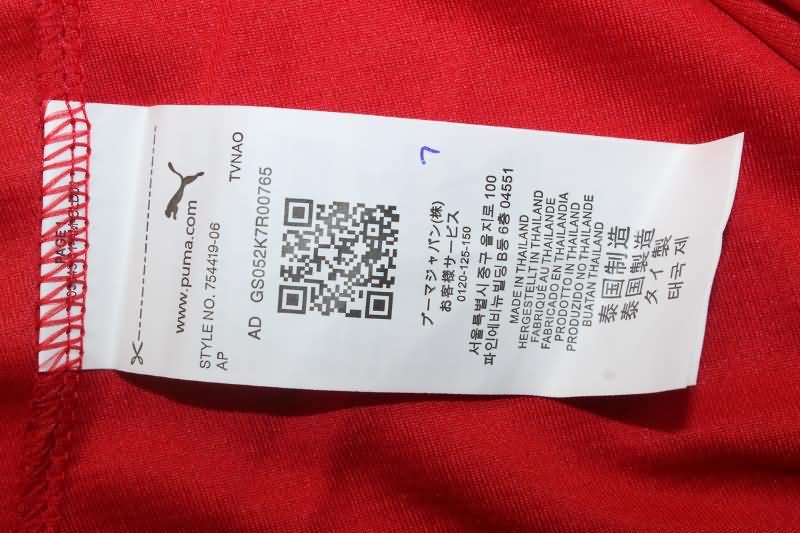 PAGE 1
www.puma.com
STYLE NO. 754419-06
AP
TVNAO
AD GS052K7R00765
7
プーマジャパン(株)
お客様サービス
0120-125-150
서울특별시 중구 을지로 100
파인에비뉴빌딩 B동 6층 04551
MADE IN THAILAND
HERGESTELLT IN THAILAND
FABRIQUÉ AU THAILANDE
FABRICADO EN THAILANDIA
PRODOTTO IN THAILAND
PRODUZIDO NO THAILANDE
BUATAN THAILAND
泰国制造
泰國製造
タイ製
태국 제